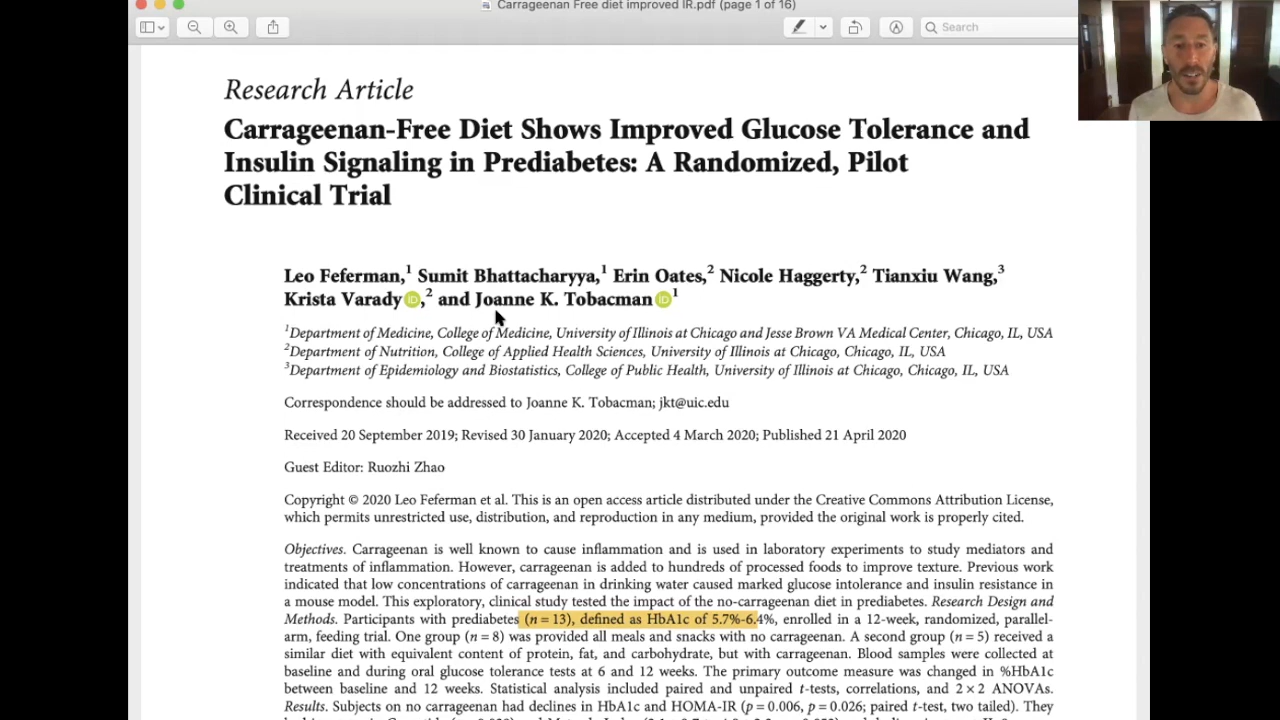 Carrageenan Free diet improved IR.pdf (page 1 of 16)
Search
Research Article
Carrageenan-Free Diet Shows Improved Glucose Tolerance and
Insulin Signaling in Prediabetes: A Randomized, Pilot
Clinical Trial
Leo Feferman,1 Sumit Bhattacharyya,1 Erin Oates,2 Nicole Haggerty,2 Tianxiu Wang,3
Krista Varady iD,2 and Joanne K. Tobacman iD1
1Department of Medicine, College of Medicine, University of Illinois at Chicago and Jesse Brown VA Medical Center, Chicago, IL, USA
2Department of Nutrition, College of Applied Health Sciences, University of Illinois at Chicago, Chicago, IL, USA
3Department of Epidemiology and Biostatistics, College of Public Health, University of Illinois at Chicago, Chicago, IL, USA
Correspondence should be addressed to Joanne K. Tobacman; jkt@uic.edu
Received 20 September 2019; Revised 30 January 2020; Accepted 4 March 2020; Published 21 April 2020
Guest Editor: Ruozhi Zhao
Copyright © 2020 Leo Feferman et al. This is an open access article distributed under the Creative Commons Attribution License,
which permits unrestricted use, distribution, and reproduction in any medium, provided the original work is properly cited.
Objectives. Carrageenan is well known to cause inflammation and is used in laboratory experiments to study mediators and
treatments of inflammation. However, carrageenan is added to hundreds of processed foods to improve texture. Previous work
indicated that low concentrations of carrageenan in drinking water caused marked glucose intolerance and insulin resistance in
a mouse model. This exploratory, clinical study tested the impact of the no-carrageenan diet in prediabetes. Research Design and
Methods. Participants with prediabetes (n = 13), defined as HbA1c of 5.7%-6.4%, enrolled in a 12-week, randomized, parallel-
arm, feeding trial. One group (n = 8) was provided all meals and snacks with no carrageenan. A second group (n = 5) received a
similar diet with equivalent content of protein, fat, and carbohydrate, but with carrageenan. Blood samples were collected at
baseline and during oral glucose tolerance tests at 6 and 12 weeks. The primary outcome measure was changed in %HbA1c
between baseline and 12 weeks. Statistical analysis included paired and unpaired t-tests, correlations, and 2 × 2 ANOVAs.
Results. Subjects on no carrageenan had declines in HbA1c and HOMA-IR (p = 0.006, p = 0.026; paired t-test, two tailed). They